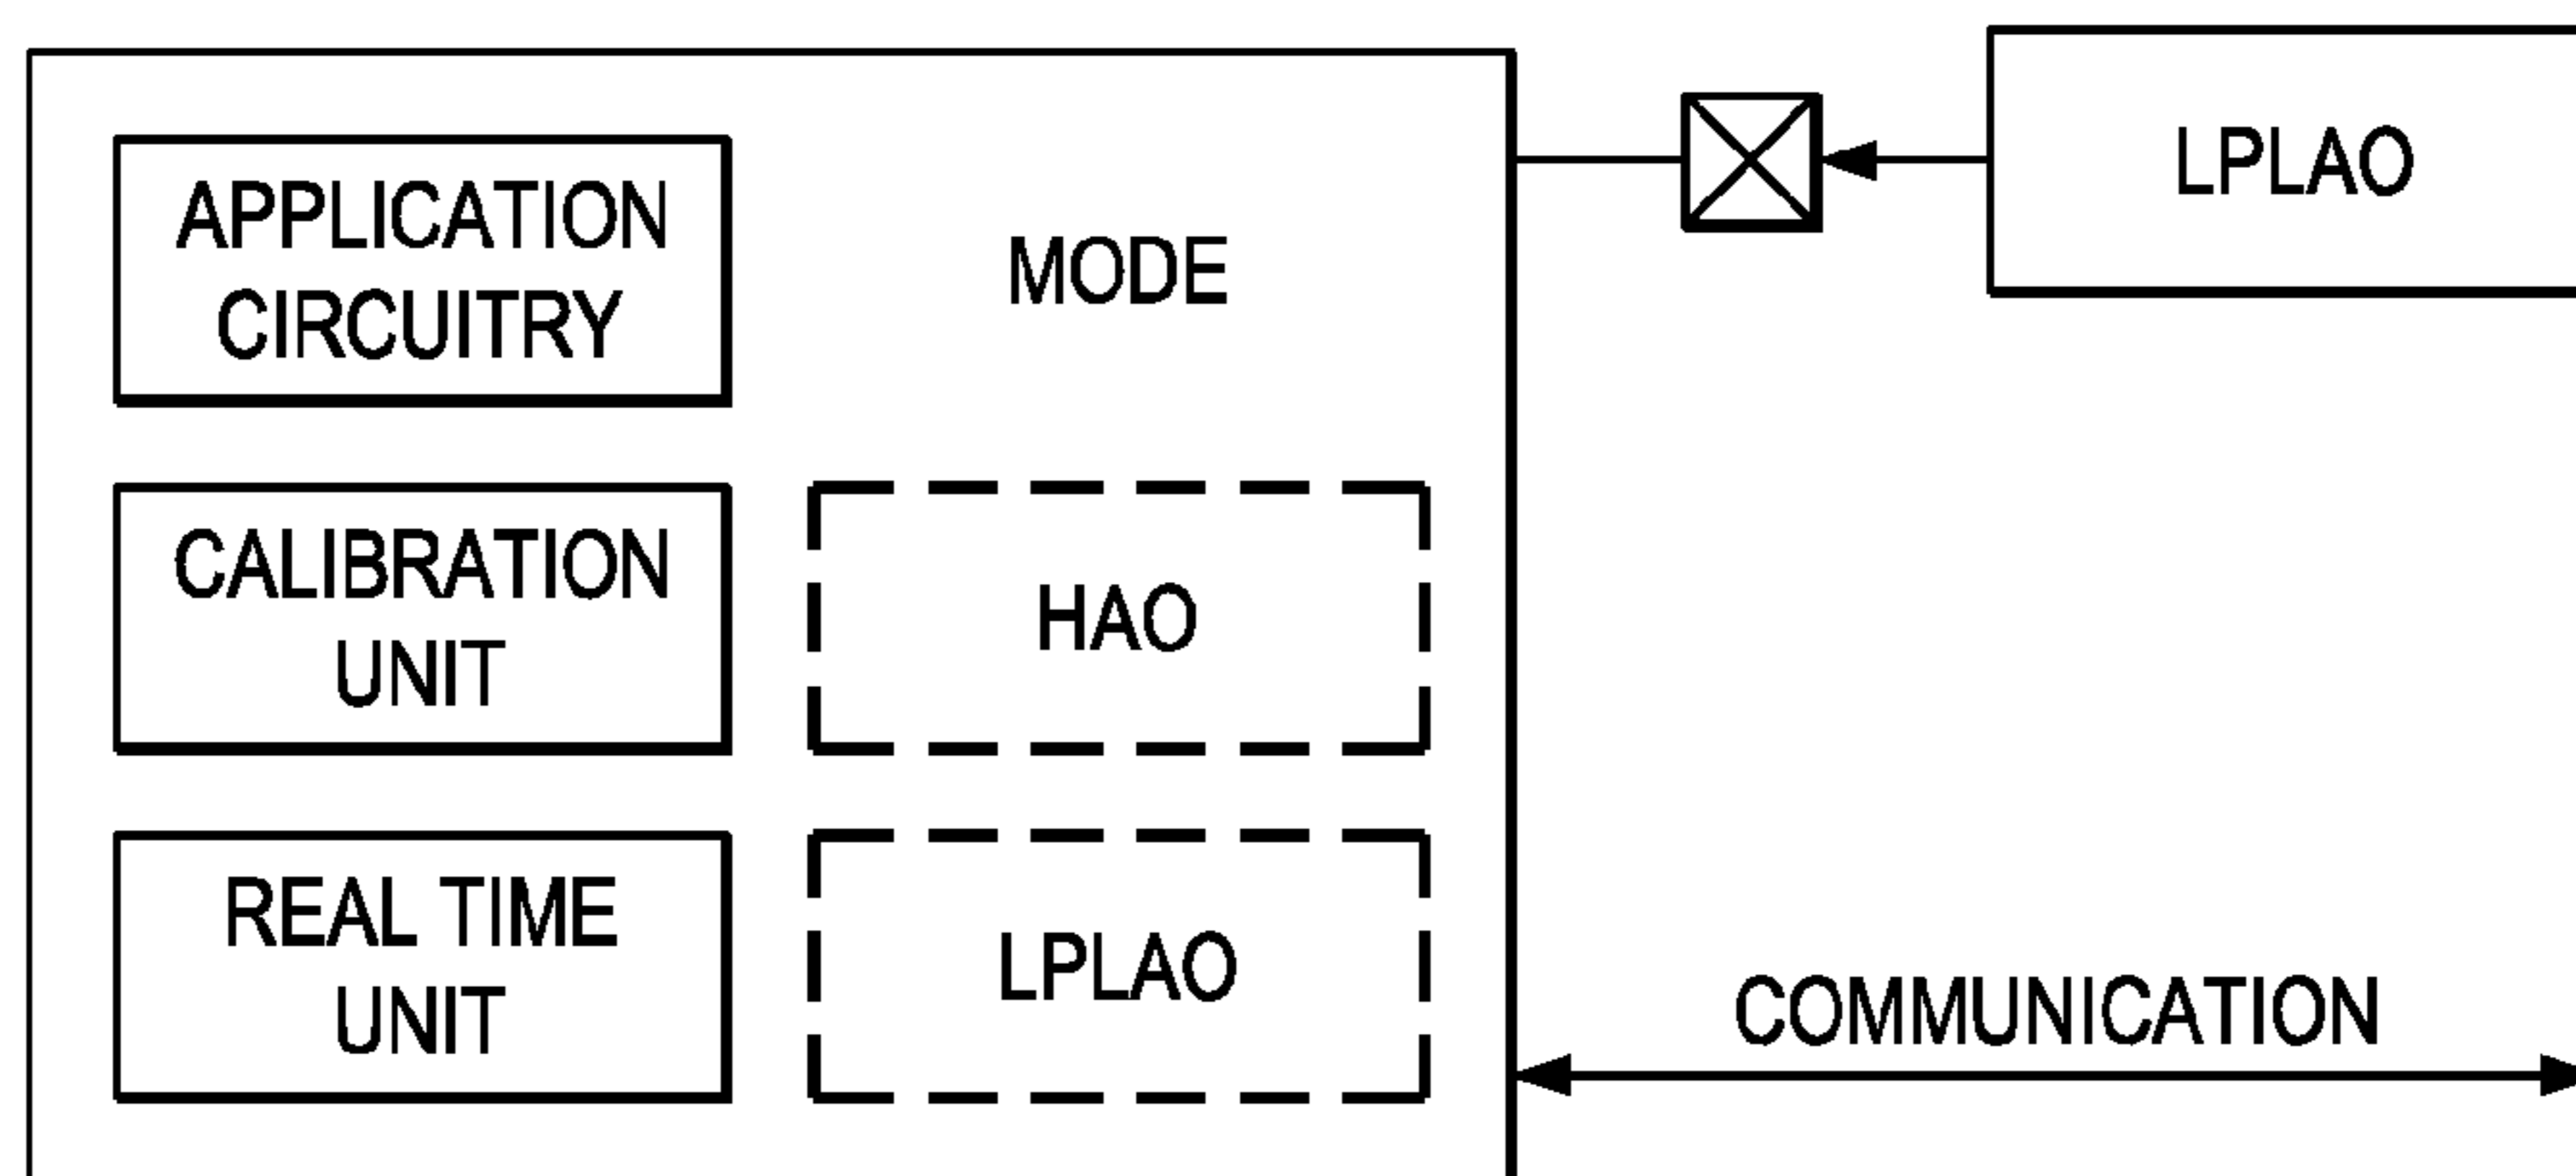 APPLICATION
CIRCUITRY
MODE
LPLAO
CALIBRATION
UNIT
HAO
REAL TIME
UNIT
LPLAO
COMMUNICATION